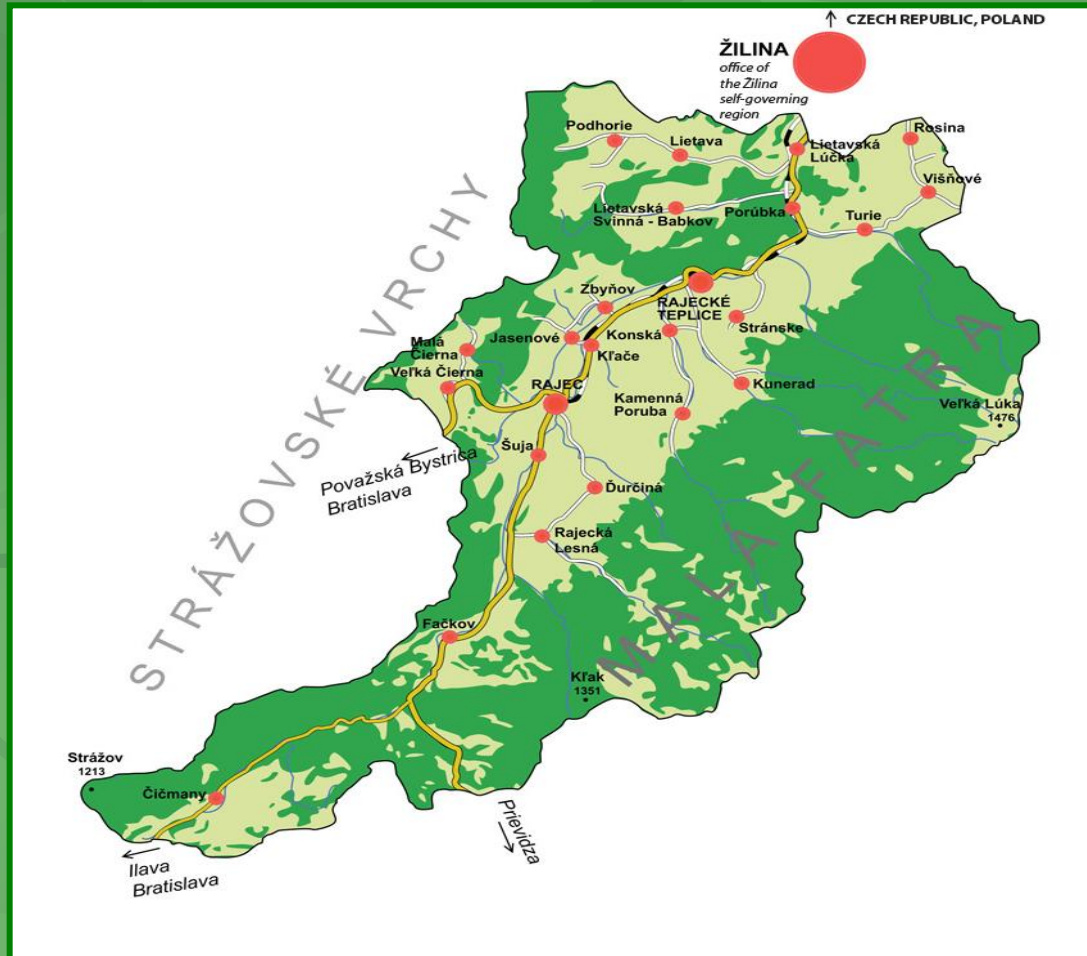 ↑ CZECH REPUBLIC, POLAND
ŽILINA
office of
the Žilina
self-governing
region
Podhorie
Lietava
Lietavská
Lúčka
Rosina
Višňové
Lietavská
Svinná - Babkov
Porúbka
Turie
Zbyňov
RAJECKÉ
TEPLICE
Stránske
Jasenové
Konská
Kľače
Malá
Čierna
Veľká Čierna
RAJEC
Kunerad
Kamenná
Poruba
Veľká Lúka
1476
Šuja
Považská Bystrica
Bratislava
Ďurčiná
Rajecká
Lesná
STRÁŽOVSKÉ VRCHY
MALÁ FATRA
Fačkov
Kľak
1351
Strážov
1213
Čičmany
Prievidza
Ilava
Bratislava